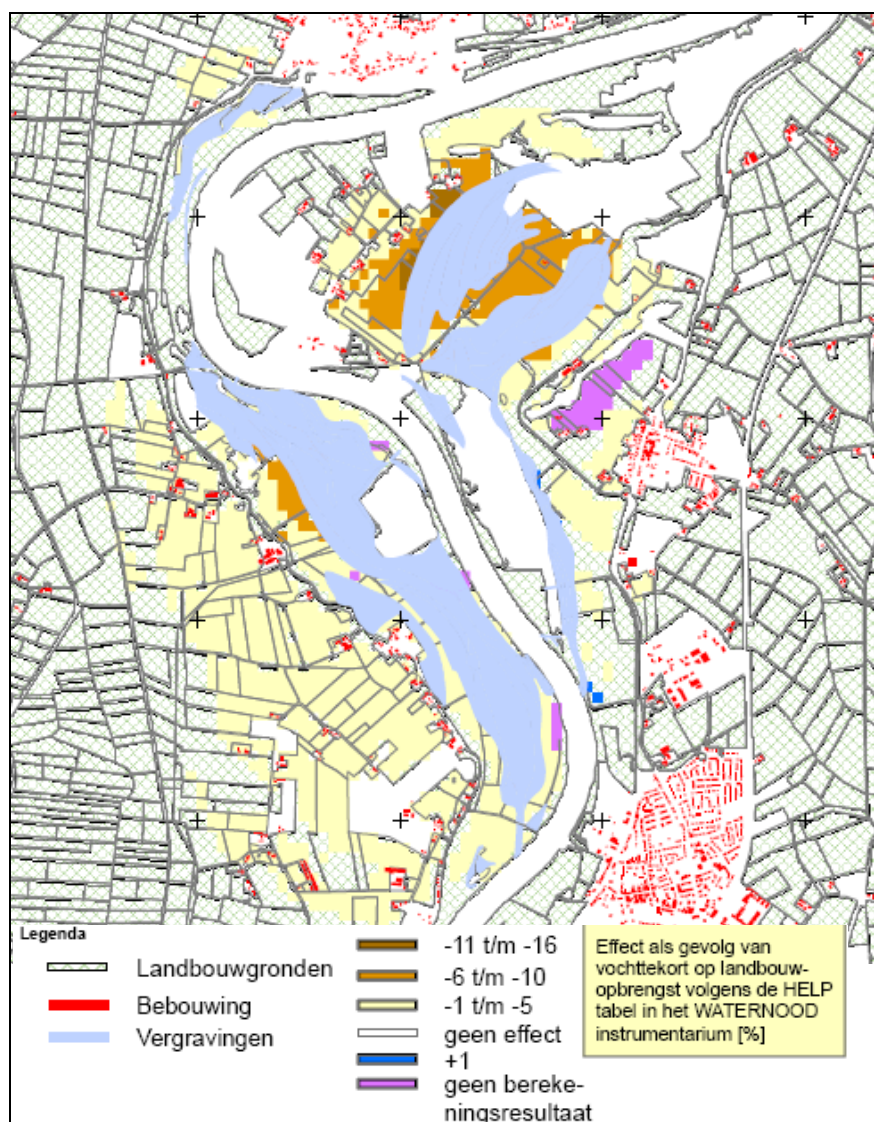 Legenda
Landbouwgronden
Bebouwing
Vergravingen
-11 t/m -16
-6 t/m -10
-1 t/m -5
geen effect
+1
geen bereke-
ningsresultaat
Effect als gevolg van
vochttekort op landbouw-
opbrengst volgens de HELP
tabel in het WATERNOOD
instrumentarium [%]